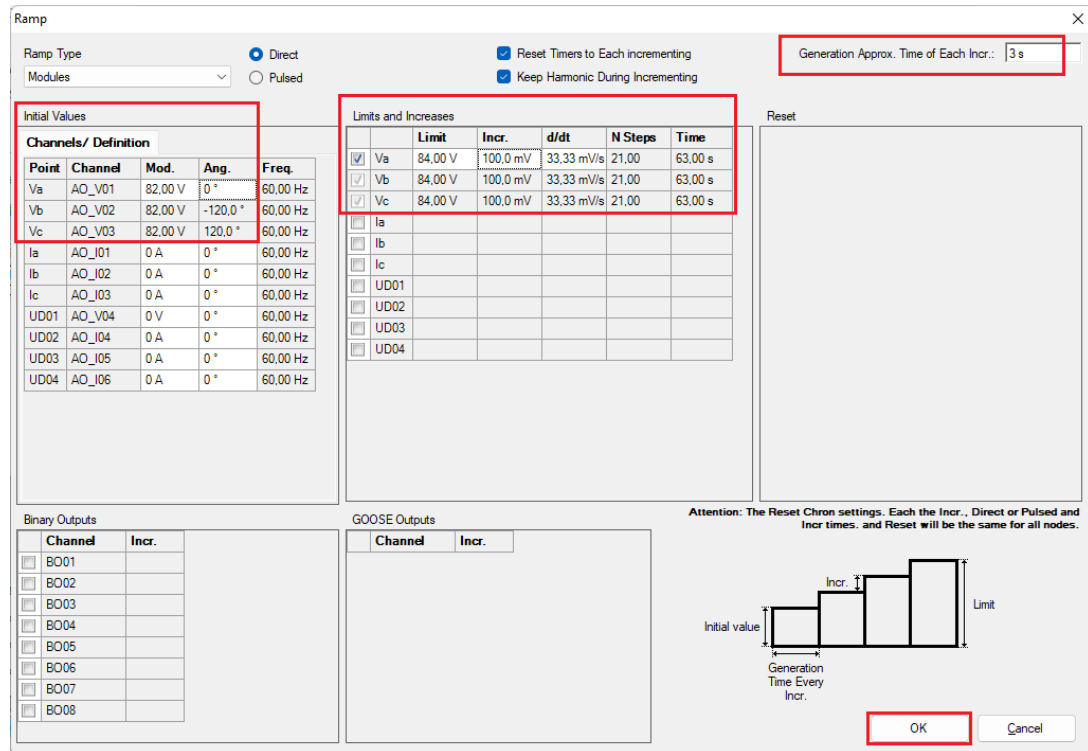 Ramp
Ramp Type
Direct
Reset Timers to Each incrementing
Generation Approx. Time of Each Incr.: 3 s
Modules
Pulsed
Keep Harmonic During Incrementing
Initial Values
Channels/ Definition
Point Channel Mod. Ang. Freq.
Va AO_V01 82,00 V 0 ° 60,00 Hz
Vb AO_V02 82,00 V -120,0 ° 60,00 Hz
Vc AO_V03 82,00 V 120,0 ° 60,00 Hz
Ia AO_I01 0 A 0 ° 60,00 Hz
Ib AO_I02 0 A 0 ° 60,00 Hz
Ic AO_I03 0 A 0 ° 60,00 Hz
UD01 AO_V04 0 V 0 ° 60,00 Hz
UD02 AO_I04 0 A 0 ° 60,00 Hz
UD03 AO_I05 0 A 0 ° 60,00 Hz
UD04 AO_I06 0 A 0 ° 60,00 Hz
Limits and Increases
Limit Incr. d/dt N Steps Time
Va 84,00 V 100,0 mV 33,33 mV/s 21,00 63,00 s
Vb 84,00 V 100,0 mV 33,33 mV/s 21,00 63,00 s
Vc 84,00 V 100,0 mV 33,33 mV/s 21,00 63,00 s
Ia
Ib
Ic
UD01
UD02
UD03
UD04
Reset
Binary Outputs
Channel Incr.
BO01
BO02
BO03
BO04
BO05
BO06
BO07
BO08
GOOSE Outputs
Channel Incr.
Attention: The Reset Chron settings. Each the Incr., Direct or Pulsed and
Incr times. and Reset will be the same for all nodes.
Incr.
Limit
Initial value
Generation
Time Every
Incr.
OK
Cancel